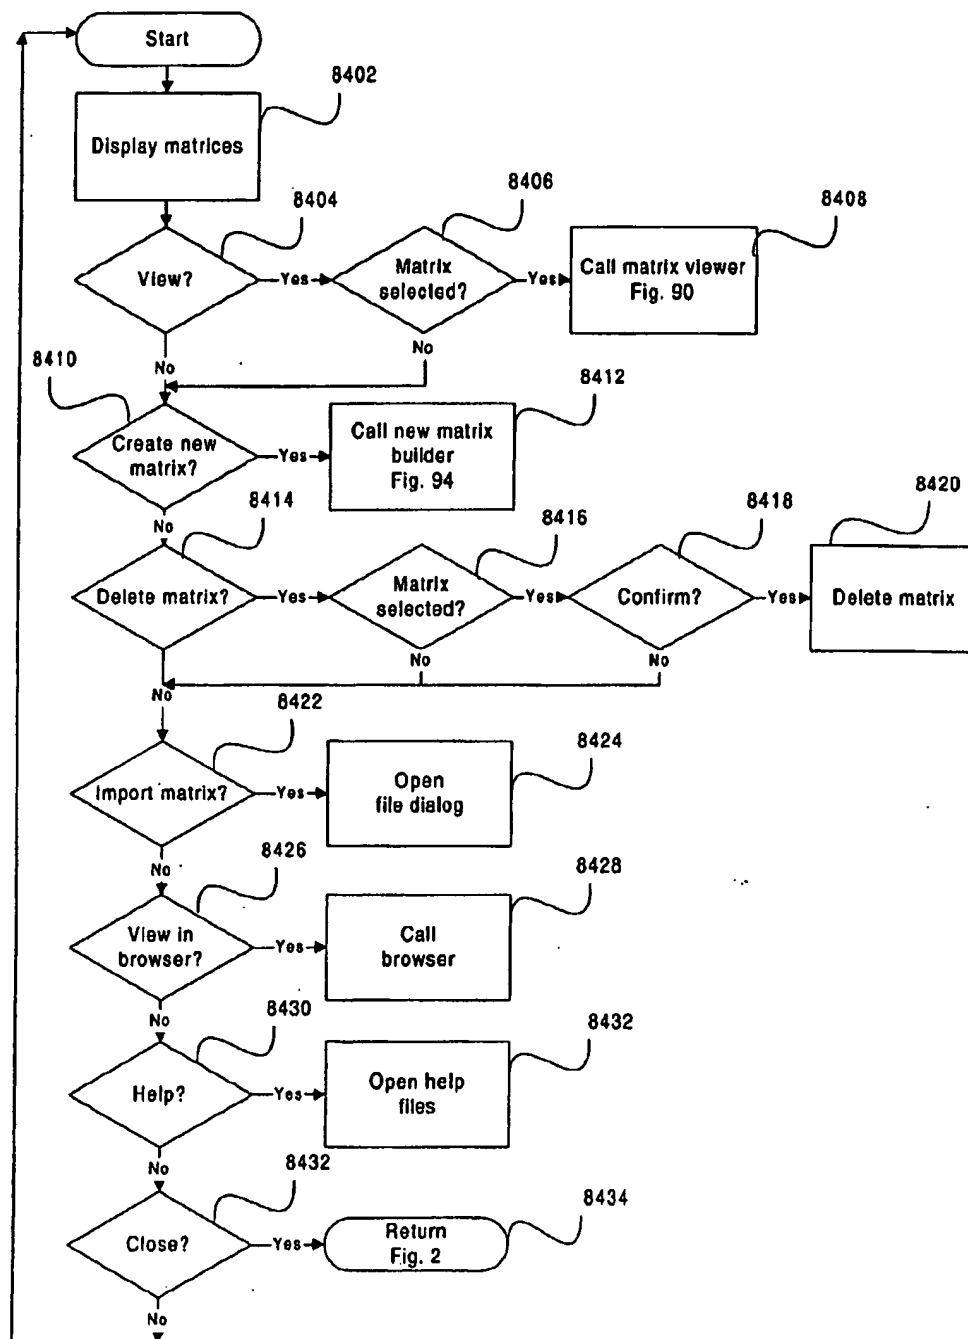 Start
8402
Display matrices
8404
8406
8408
View?
Yes
Matrix
selected?
Yes
Call matrix viewer
Fig. 90
No
No
8410
8412
Create new
matrix?
Yes
Call new matrix
builder
Fig. 94
No
8414
8416
8418
8420
Delete matrix?
Yes
Matrix
selected?
Yes
Confirm?
Yes
Delete matrix
No
No
No
8422
8424
Import matrix?
Yes
Open
file dialog
No
8426
8428
View in
browser?
Yes
Call
browser
No
8430
8432
Help?
Yes
Open help
files
No
8432
8434
Close?
Yes
Return
Fig. 2
No